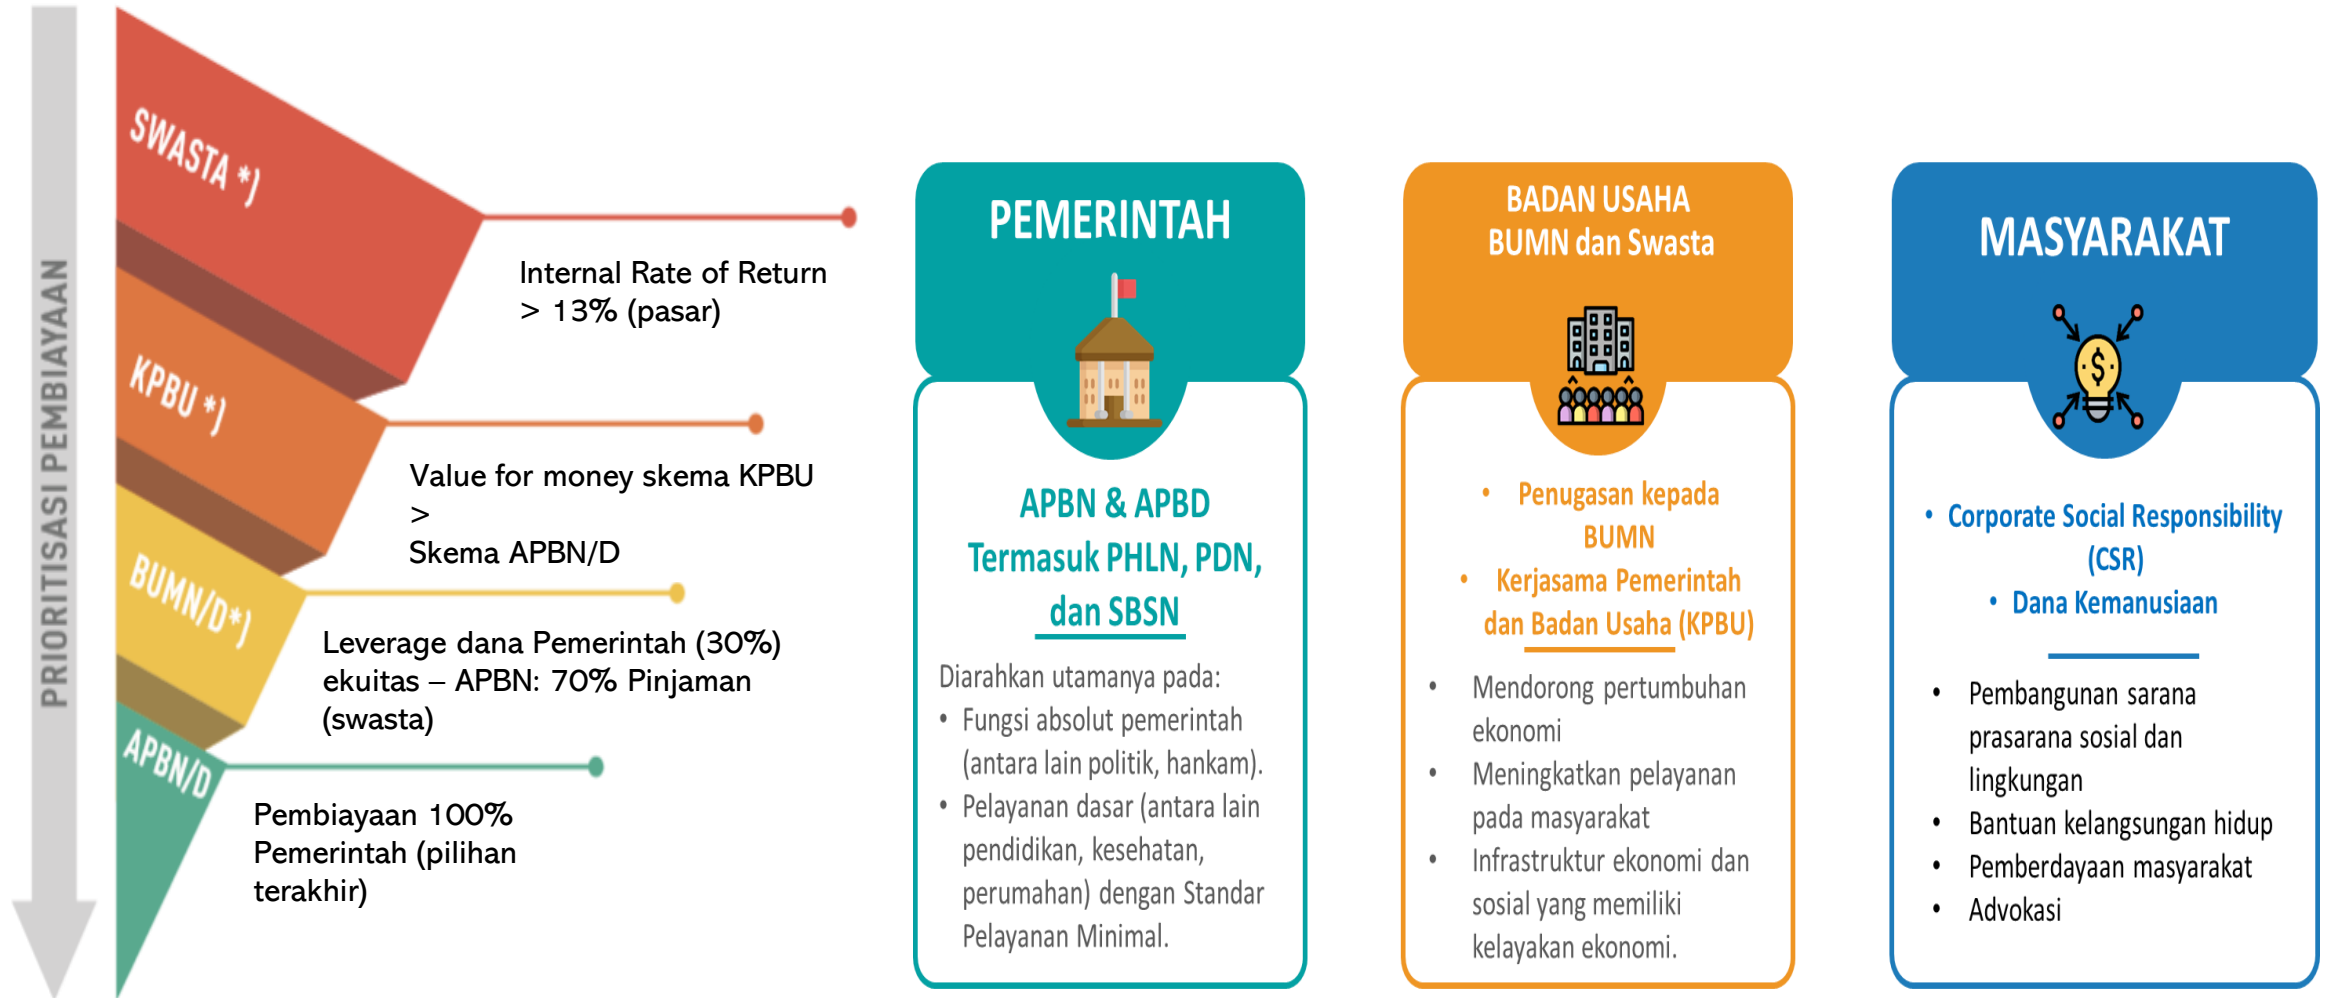 PRIORITISASI PEMBIAYAAN
SWASTA *)
Internal Rate of Return
> 13% (pasar)
KPBU *)
Value for money skema KPBU
>
Skema APBN/D
BUMN/D*)
Leverage dana Pemerintah (30%)
ekuitas – APBN: 70% Pinjaman
(swasta)
APBN/D
Pembiayaan 100%
Pemerintah (pilihan
terakhir)
PEMERINTAH
APBN & APBD
Termasuk PHLN, PDN,
dan SBSN
Diarahkan utamanya pada:
• Fungsi absolut pemerintah
(antara lain politik, hankam).
• Pelayanan dasar (antara lain
pendidikan, kesehatan,
perumahan) dengan Standar
Pelayanan Minimal.
BADAN USAHA
BUMN dan Swasta
• Penugasan kepada
BUMN
• Kerjasama Pemerintah
dan Badan Usaha (KPBU)
• Mendorong pertumbuhan
ekonomi
• Meningkatkan pelayanan
pada masyarakat
• Infrastruktur ekonomi dan
sosial yang memiliki
kelayakan ekonomi.
MASYARAKAT
$
• Corporate Social Responsibility
(CSR)
• Dana Kemanusiaan
• Pembangunan sarana
prasarana sosial dan
lingkungan
• Bantuan kelangsungan hidup
• Pemberdayaan masyarakat
• Advokasi